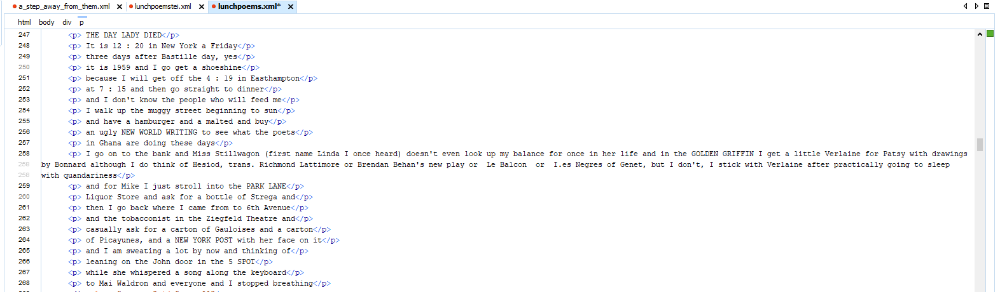 a_step_away_from_them.xml lunchpoemstei.xml lunchpoems.xml*
html body div p
247 <p> THE DAY LADY DIED</p>
248 <p> It is 12 : 20 in New York a Friday</p>
249 <p> three days after Bastille day, yes</p>
250 <p> it is 1959 and I go get a shoeshine</p>
251 <p> because I will get off the 4 : 19 in Easthampton</p>
252 <p> at 7 : 15 and then go straight to dinner</p>
253 <p> and I don't know the people who will feed me</p>
254 <p> I walk up the muggy street beginning to sun</p>
255 <p> and have a hamburger and a malted and buy</p>
256 <p> an ugly NEW WORLD WRITING to see what the poets</p>
257 <p> in Ghana are doing these days</p>
258 <p> I go on to the bank and Miss Stillwagon (first name Linda I once heard) doesn't even look up my balance for once in her life and in the GOLDEN GRIFFIN I get a little Verlaine for Patsy with drawings
258 by Bonnard although I do think of Hesiod, trans. Richmond Lattimore or Brendan Behan's new play or  Le Balcon  or  I.es Negres of Genet, but I don't, I stick with Verlaine after practically going to sleep
258 with quandariness</p>
259 <p> and for Mike I just stroll into the PARK LANE</p>
260 <p> Liquor Store and ask for a bottle of Strega and</p>
261 <p> then I go back where I came from to 6th Avenue</p>
262 <p> and the tobacconist in the Ziegfeld Theatre and</p>
263 <p> casually ask for a carton of Gauloises and a carton</p>
264 <p> of Picayunes, and a NEW YORK POST with her face on it</p>
265 <p> and I am sweating a lot by now and thinking of</p>
266 <p> leaning on the John door in the 5 SPOT</p>
267 <p> while she whispered a song along the keyboard</p>
268 <p> to Mai Waldron and everyone and I stopped breathing</p>